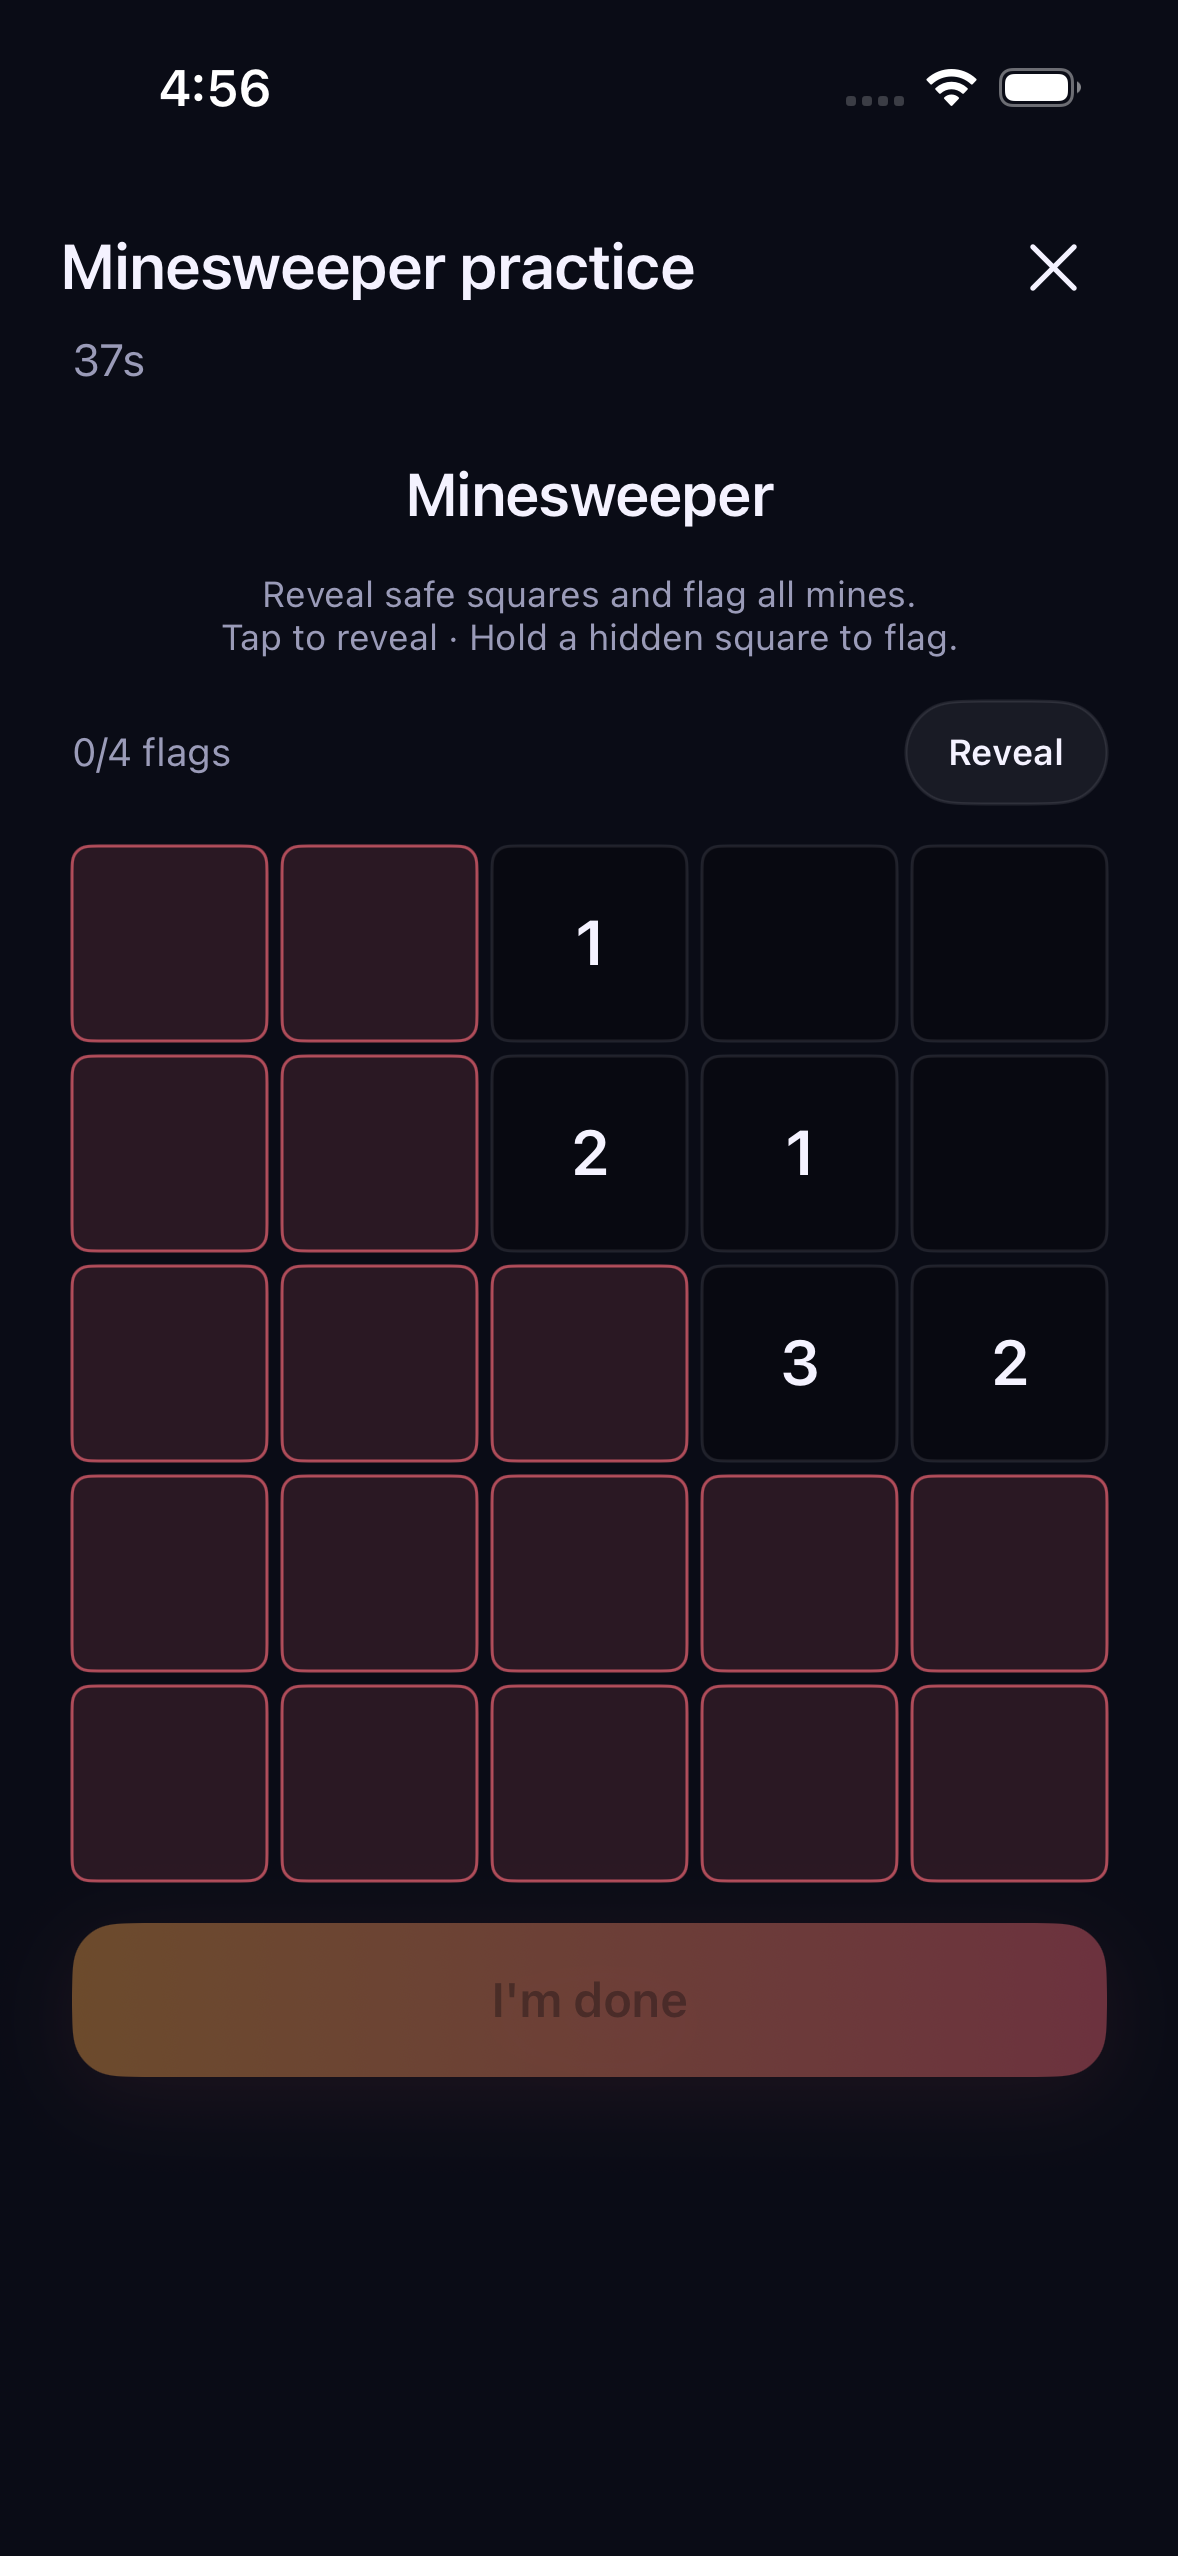 4:56
Minesweeper practice
37s
Minesweeper
Reveal safe squares and flag all mines.
Tap to reveal · Hold a hidden square to flag.
0/4 flags
Reveal
1
2 1
3 2
I'm done